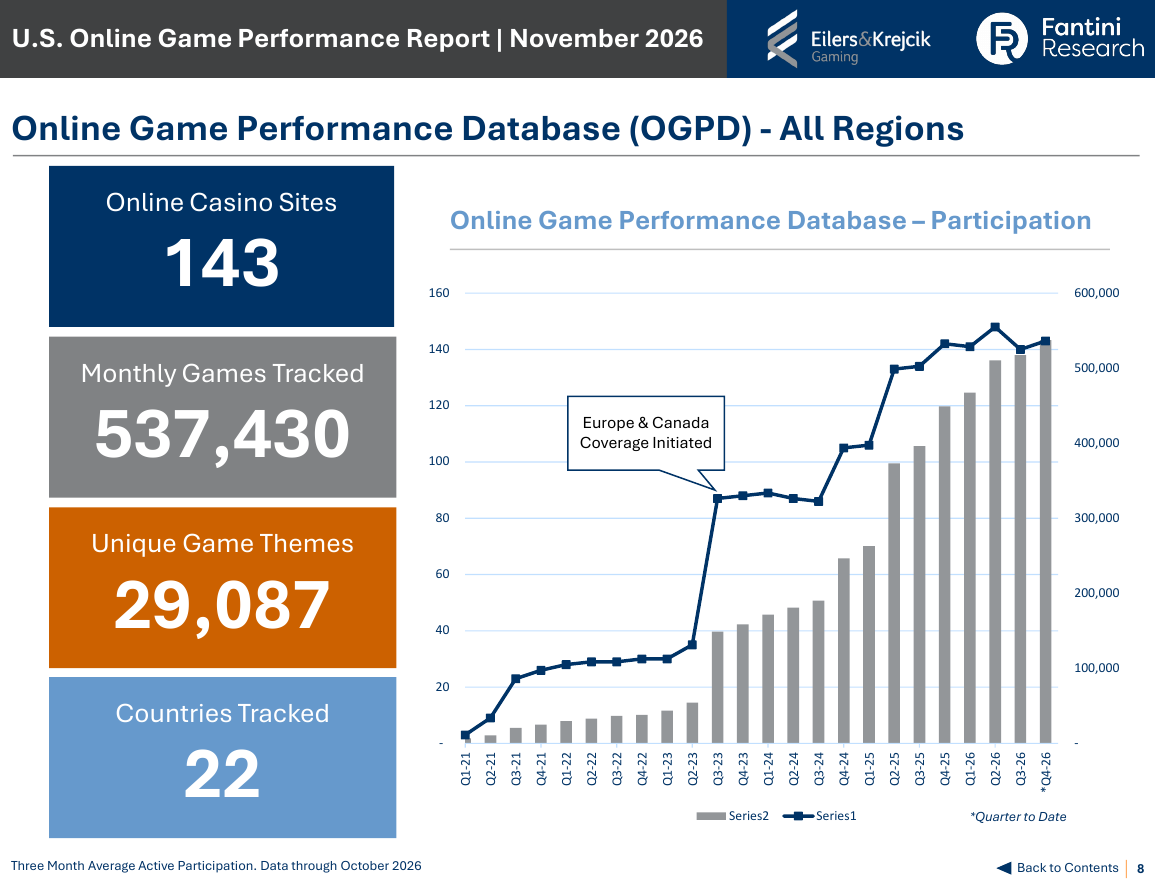 U.S. Online Game Performance Report | November 2026
Eilers&Krejcik
Gaming
Fantini
Research
Online Game Performance Database (OGPD) - All Regions
Online Casino Sites
143
Monthly Games Tracked
537,430
Unique Game Themes
29,087
Countries Tracked
22
Online Game Performance Database – Participation
160
140
120
100
80
60
40
20
-
600,000
500,000
400,000
300,000
200,000
100,000
-
Europe & Canada
Coverage Initiated
Q1-21
Q2-21
Q3-21
Q4-21
Q1-22
Q2-22
Q3-22
Q4-22
Q1-23
Q2-23
Q3-23
Q4-23
Q1-24
Q2-24
Q3-24
Q4-24
Q1-25
Q2-25
Q3-25
Q4-25
Q1-26
Q2-26
Q3-26
*Q4-26
Series2
Series1
*Quarter to Date
Three Month Average Active Participation. Data through October 2026
Back to Contents
8